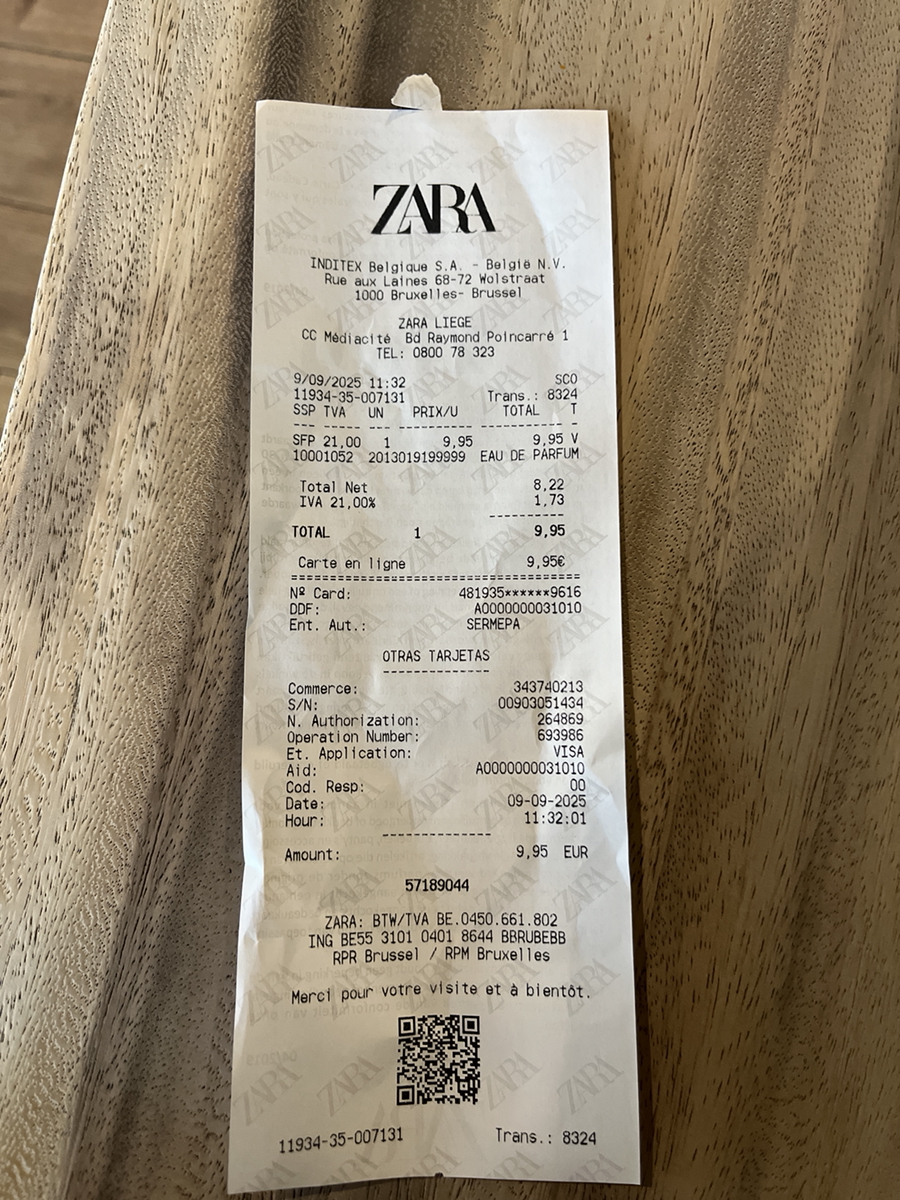 ZARA
INDITEX Belgique S.A. - België N.V.
Rue aux Laines 68-72 Wolstraat
1000 Bruxelles- Brussel
ZARA LIEGE
CC Médiacité Bd Raymond Poincarré 1
TEL: 0800 78 323
9/09/2025 11:32 SCO
11934-35-007131 Trans.: 8324
SSP TVA UN PRIX/U TOTAL T
--- ----- --- ---------- ----------- -
SFP 21,00 1 9,95 9,95 V
10001052 2013019199999 EAU DE PARFUM
Total Net 8,22
IVA 21,00% 1,73
----------
TOTAL 1 9,95
Carte en ligne 9,95€
======================================
Nº Card: 481935******9616
DDF: A0000000031010
Ent. Aut.: SERMEPA
OTRAS TARJETAS
--------------
Commerce: 343740213
S/N: 00903051434
N. Authorization: 264869
Operation Number: 693986
Et. Application: VISA
Aid: A0000000031010
Cod. Resp: 00
Date: 09-09-2025
Hour: 11:32:01
--------------
Amount: 9,95 EUR
57189044
ZARA: BTW/TVA BE.0450.661.802
ING BE55 3101 0401 8644 BBRUBEBB
RPR Brussel / RPM Bruxelles
Merci pour votre visite et à bientôt.
11934-35-007131 Trans.: 8324